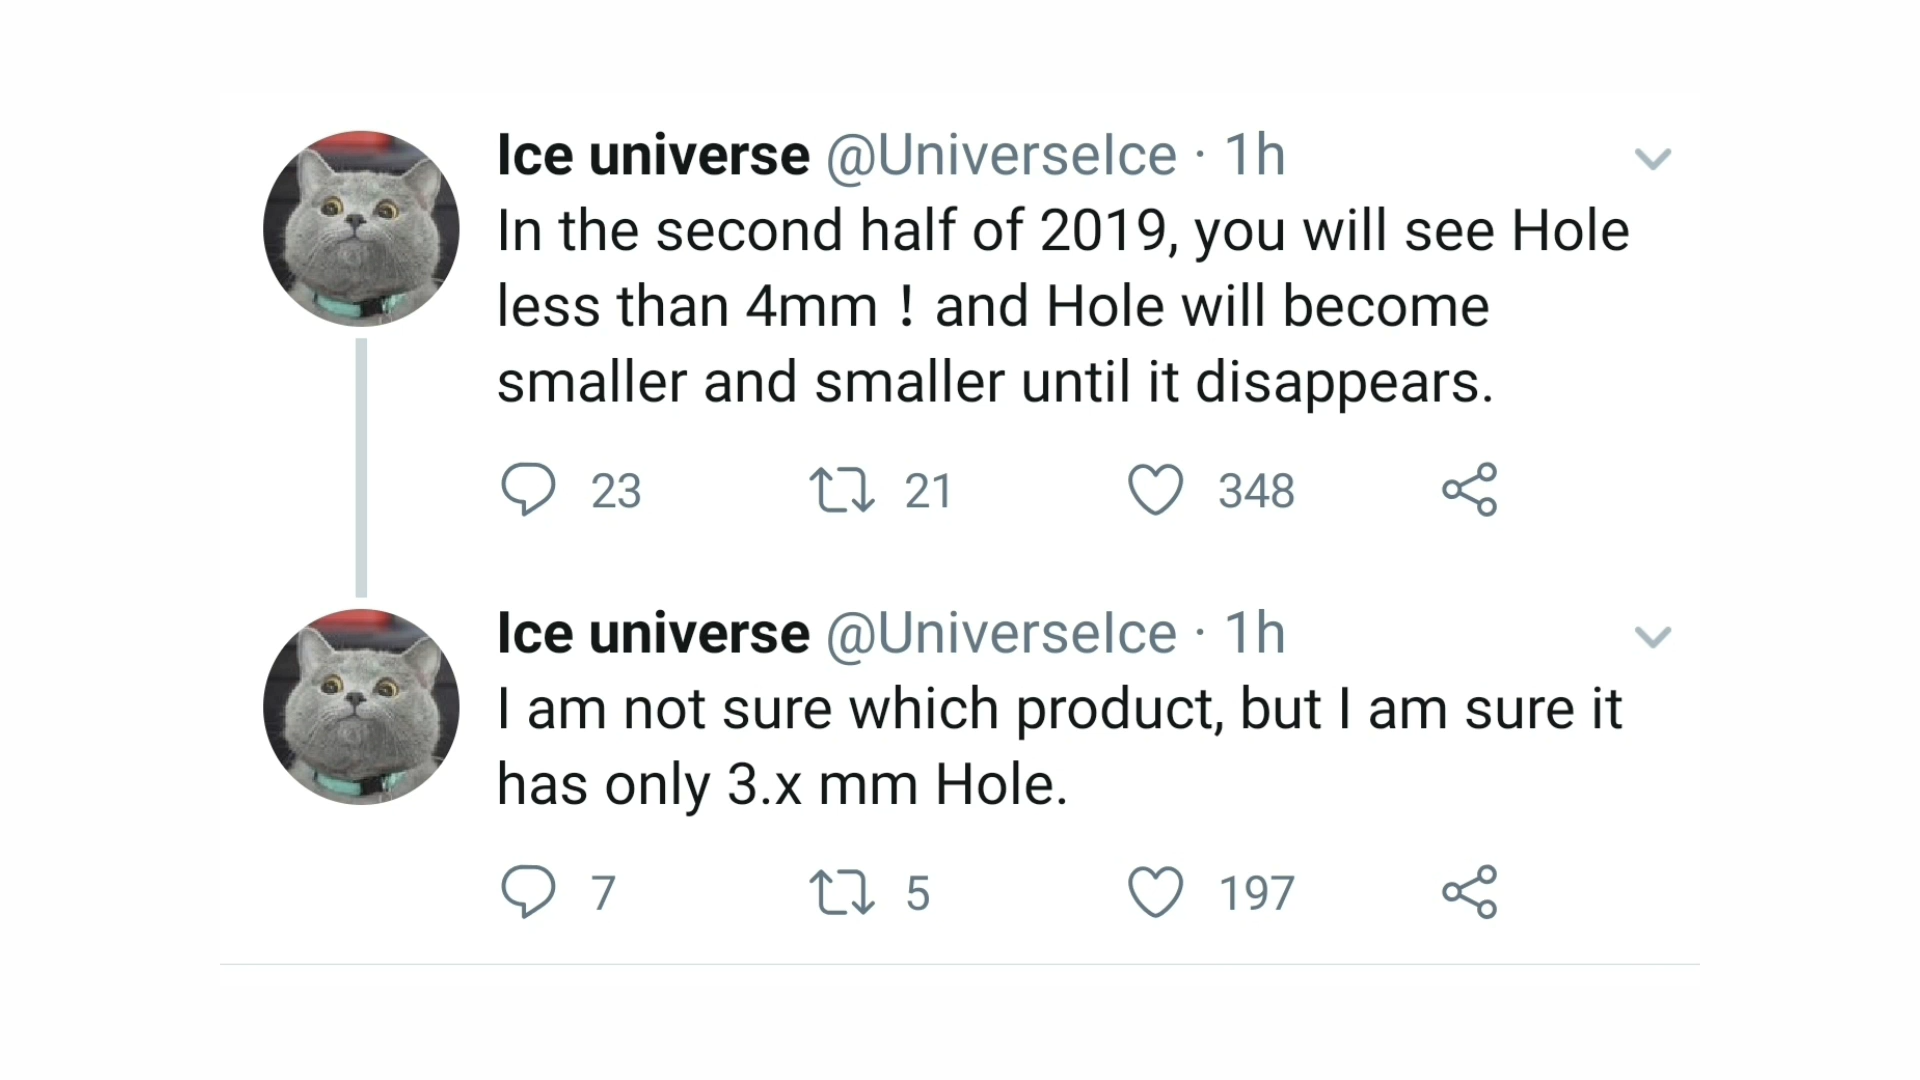 Ice universe @UniverseIce · 1h
In the second half of 2019, you will see Hole
less than 4mm ! and Hole will become
smaller and smaller until it disappears.
23 21 348
Ice universe @UniverseIce · 1h
I am not sure which product, but I am sure it
has only 3.x mm Hole.
7 5 197